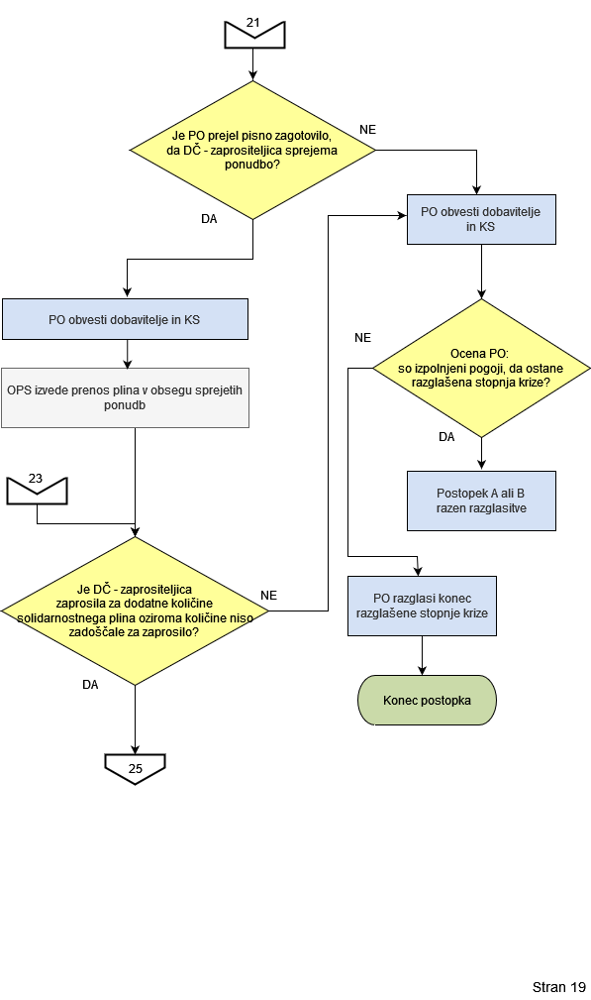 21
Je PO prejel pisno zagotovilo,
da DČ - zaprositeljica sprejema
ponudbo?
NE
DA
PO obvesti dobavitelje
in KS
PO obvesti dobavitelje in KS
NE
Ocena PO:
so izpolnjeni pogoji, da ostane
razglašena stopnja krize?
OPS izvede prenos plina v obsegu sprejetih
ponudb
DA
23
Postopek A ali B
razen razglasitve
Je DČ - zaprositeljica
zaprosila za dodatne količine
solidarnostnega plina oziroma količine niso
zadoščale za zaprosilo?
NE
PO razglasi konec
razglašene stopnje krize
DA
Konec postopka
25
Stran 19